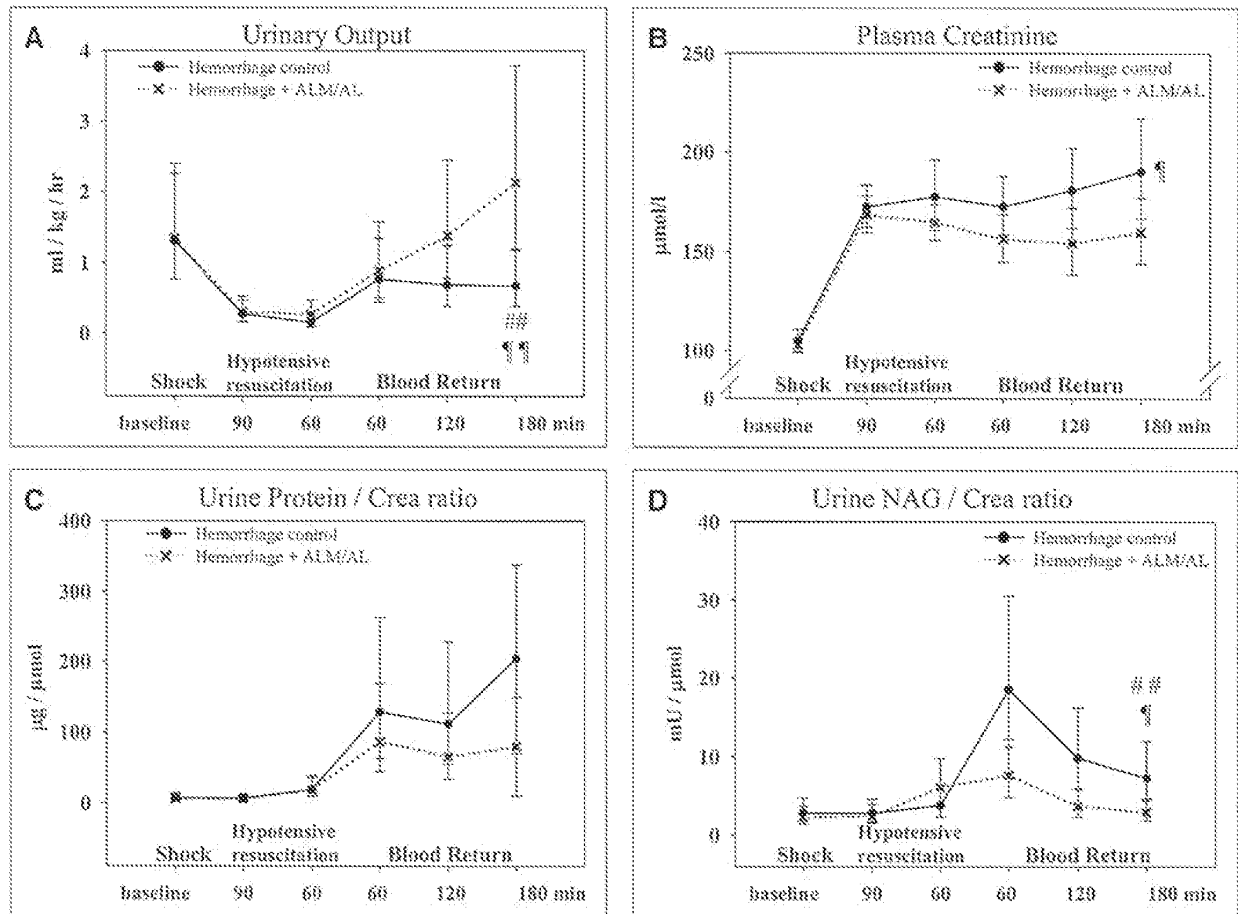 A
Urinary Output
4
Hemorrhage control
Hemorrhage + ALM/AL
3
2
1
0
ml / kg / hr
##
¶¶
Shock
Hypotensive
resuscitation
Blood Return
baseline 90 60 60 120 180 min
B
Plasma Creatinine
250
Hemorrhage control
Hemorrhage + ALM/AL
200
150
100
0
µmol/l
¶
Shock
Hypotensive
resuscitation
Blood Return
baseline 90 60 60 120 180 min
C
Urine Protein / Crea ratio
400
Hemorrhage control
Hemorrhage + ALM/AL
300
200
100
0
µg / µmol
Shock
Hypotensive
resuscitation
Blood Return
baseline 90 60 60 120 180 min
D
Urine NAG / Crea ratio
40
Hemorrhage control
Hemorrhage + ALM/AL
30
20
10
0
mU / µmol
##
¶
Shock
Hypotensive
resuscitation
Blood Return
baseline 90 60 60 120 180 min